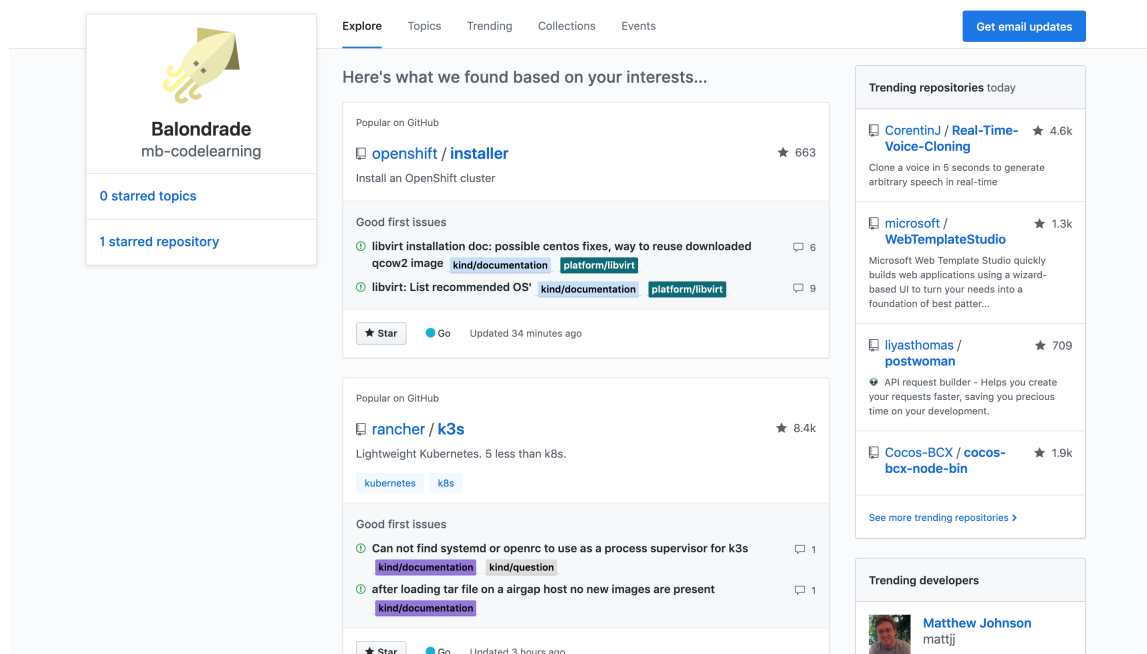 Explore Topics Trending Collections Events
Get email updates
Balondrade
mb-codelearning
0 starred topics
1 starred repository
Here's what we found based on your interests...
Popular on GitHub
openshift / installer
663
Install an OpenShift cluster
Good first issues
libvirt installation doc: possible centos fixes, way to reuse downloaded
qcow2 image kind/documentation platform/libvirt
6
libvirt: List recommended OS' kind/documentation platform/libvirt
9
Star Go Updated 34 minutes ago
Popular on GitHub
rancher / k3s
8.4k
Lightweight Kubernetes. 5 less than k8s.
kubernetes k8s
Good first issues
Can not find systemd or openrc to use as a process supervisor for k3s
1
kind/documentation kind/question
after loading tar file on a airgap host no new images are present
1
kind/documentation
Star Go Updated 3 hours ago
Trending repositories today
CorentinJ / Real-Time-
Voice-Cloning
4.6k
Clone a voice in 5 seconds to generate
arbitrary speech in real-time
microsoft /
WebTemplateStudio
1.3k
Microsoft Web Template Studio quickly
builds web applications using a wizard-
based UI to turn your needs into a
foundation of best patter...
liyasthomas /
postwoman
709
👽 API request builder - Helps you create
your requests faster, saving you precious
time on your development.
Cocos-BCX / cocos-
bcx-node-bin
1.9k
See more trending repositories
Trending developers
Matthew Johnson
mattjj